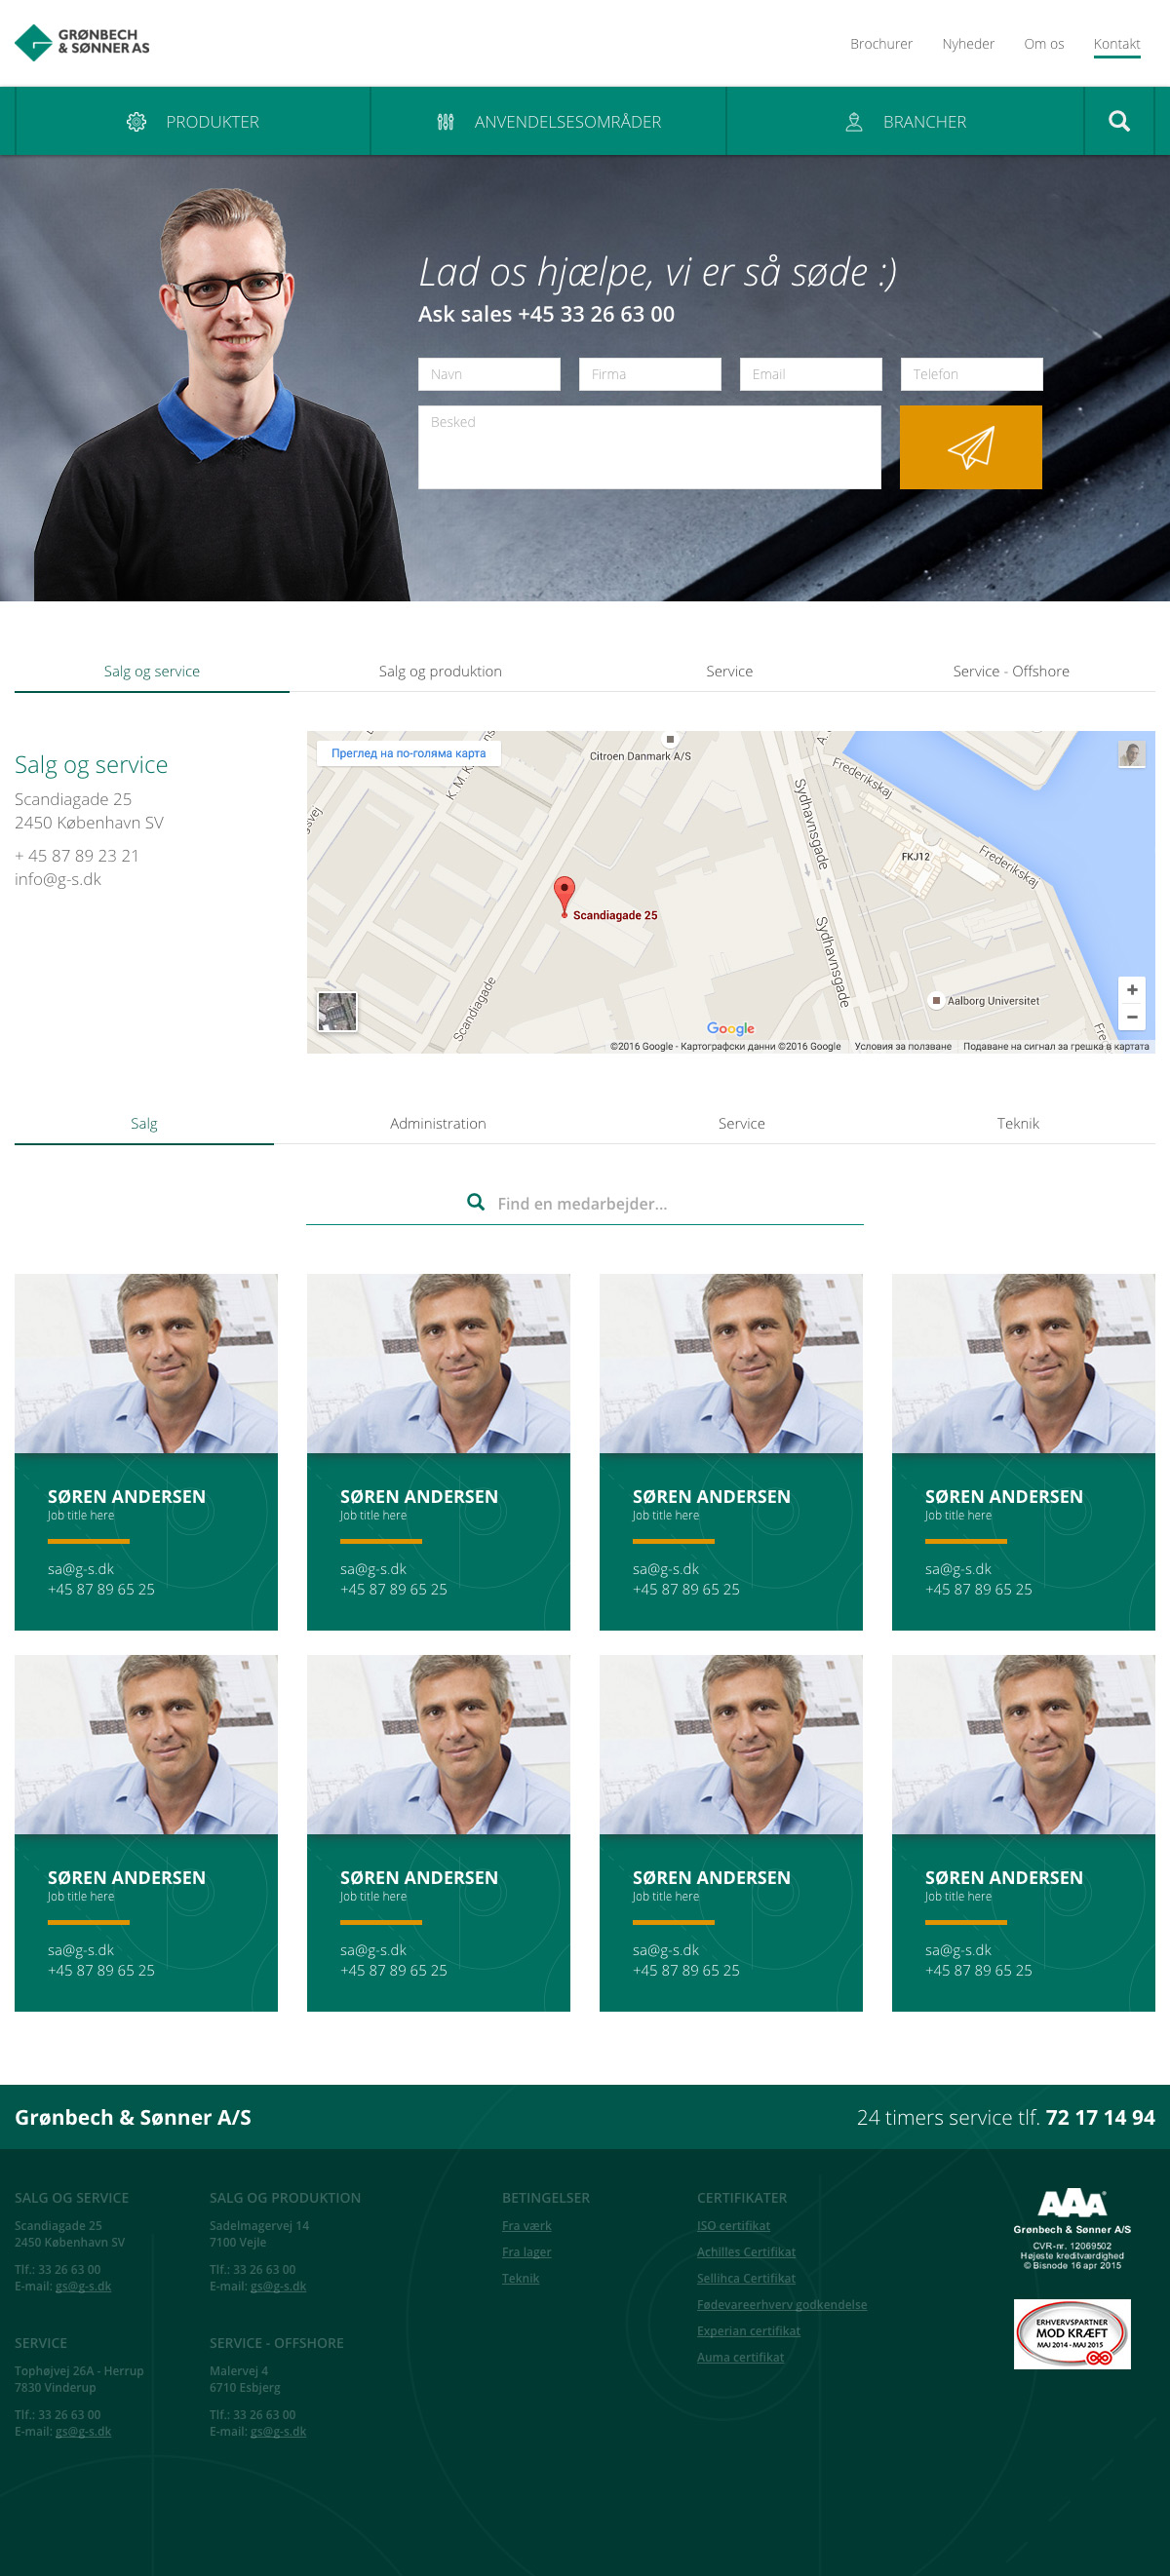 GRØNBECH
& SØNNER AS
Brochurer
Nyheder
Om os
Kontakt
PRODUKTER
ANVENDELSESOMRÅDER
BRANCHER
Lad os hjælpe, vi er så søde :)
Ask sales +45 33 26 63 00
Navn
Firma
Email
Telefon
Besked
Salg og service
Salg og produktion
Service
Service - Offshore
Salg og service
Scandiagade 25
2450 København SV
+ 45 87 89 23 21
info@g-s.dk
Преглед на по-голяма карта
Citroen Danmark A/S
Frederikskaj
Sydhavnsgade
FKJ12
Frederikskaj
Scandiagade 25
Sydhavnsgade
Scandiagade
Aalborg Universitet
Google
©2016 Google - Картографски данни ©2016 Google
Условия за ползване
Подаване на сигнал за грешка в картата
Salg
Administration
Service
Teknik
Find en medarbejder...
SØREN ANDERSEN
Job title here
sa@g-s.dk
+45 87 89 65 25
SØREN ANDERSEN
Job title here
sa@g-s.dk
+45 87 89 65 25
SØREN ANDERSEN
Job title here
sa@g-s.dk
+45 87 89 65 25
SØREN ANDERSEN
Job title here
sa@g-s.dk
+45 87 89 65 25
SØREN ANDERSEN
Job title here
sa@g-s.dk
+45 87 89 65 25
SØREN ANDERSEN
Job title here
sa@g-s.dk
+45 87 89 65 25
SØREN ANDERSEN
Job title here
sa@g-s.dk
+45 87 89 65 25
SØREN ANDERSEN
Job title here
sa@g-s.dk
+45 87 89 65 25
Grønbech & Sønner A/S
24 timers service tlf. 72 17 14 94
SALG OG SERVICE
Scandiagade 25
2450 København SV
Tlf.: 33 26 63 00
E-mail: gs@g-s.dk
SALG OG PRODUKTION
Sadelmagervej 14
7100 Vejle
Tlf.: 33 26 63 00
E-mail: gs@g-s.dk
SERVICE
Tophøjvej 26A - Herrup
7830 Vinderup
Tlf.: 33 26 63 00
E-mail: gs@g-s.dk
SERVICE - OFFSHORE
Malervej 4
6710 Esbjerg
Tlf.: 33 26 63 00
E-mail: gs@g-s.dk
BETINGELSER
Fra værk
Fra lager
Teknik
CERTIFIKATER
ISO certifikat
Achilles Certifikat
Sellihca Certifikat
Fødevareerhverv godkendelse
Experian certifikat
Auma certifikat
AAA
Grønbech & Sønner A/S
CVR-nr. 12069502
Højeste kreditværdighed
© Bisnode 16 apr 2015
ERHVERVSPARTNER
MOD KRÆFT
MAJ 2014 - MAJ 2015